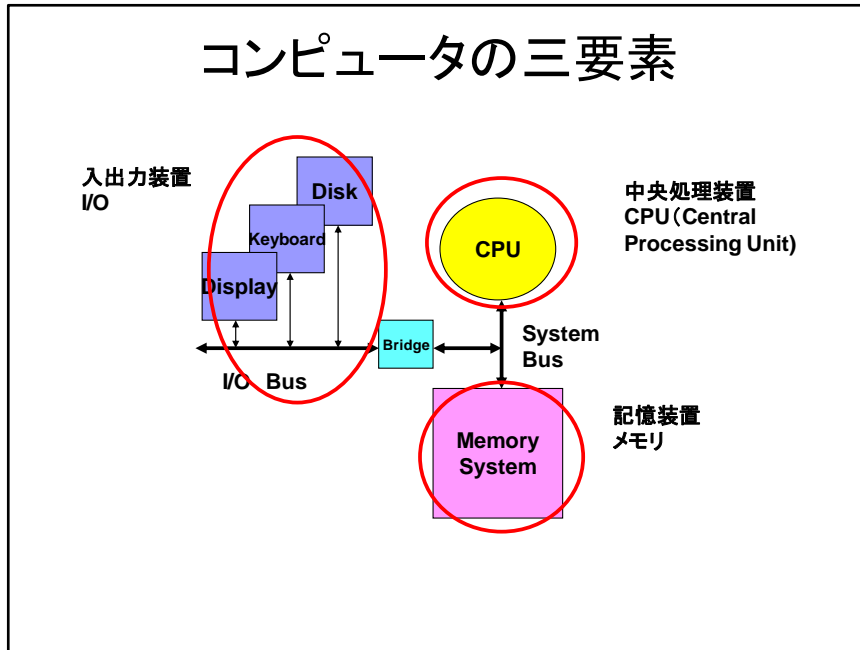 コンピュータの三要素
入出力装置
I/O
Disk
Keyboard
Display
Bridge
I/O Bus
CPU
中央処理装置
CPU(Central
Processing Unit)
System
Bus
Memory
System
記憶装置
メモリ